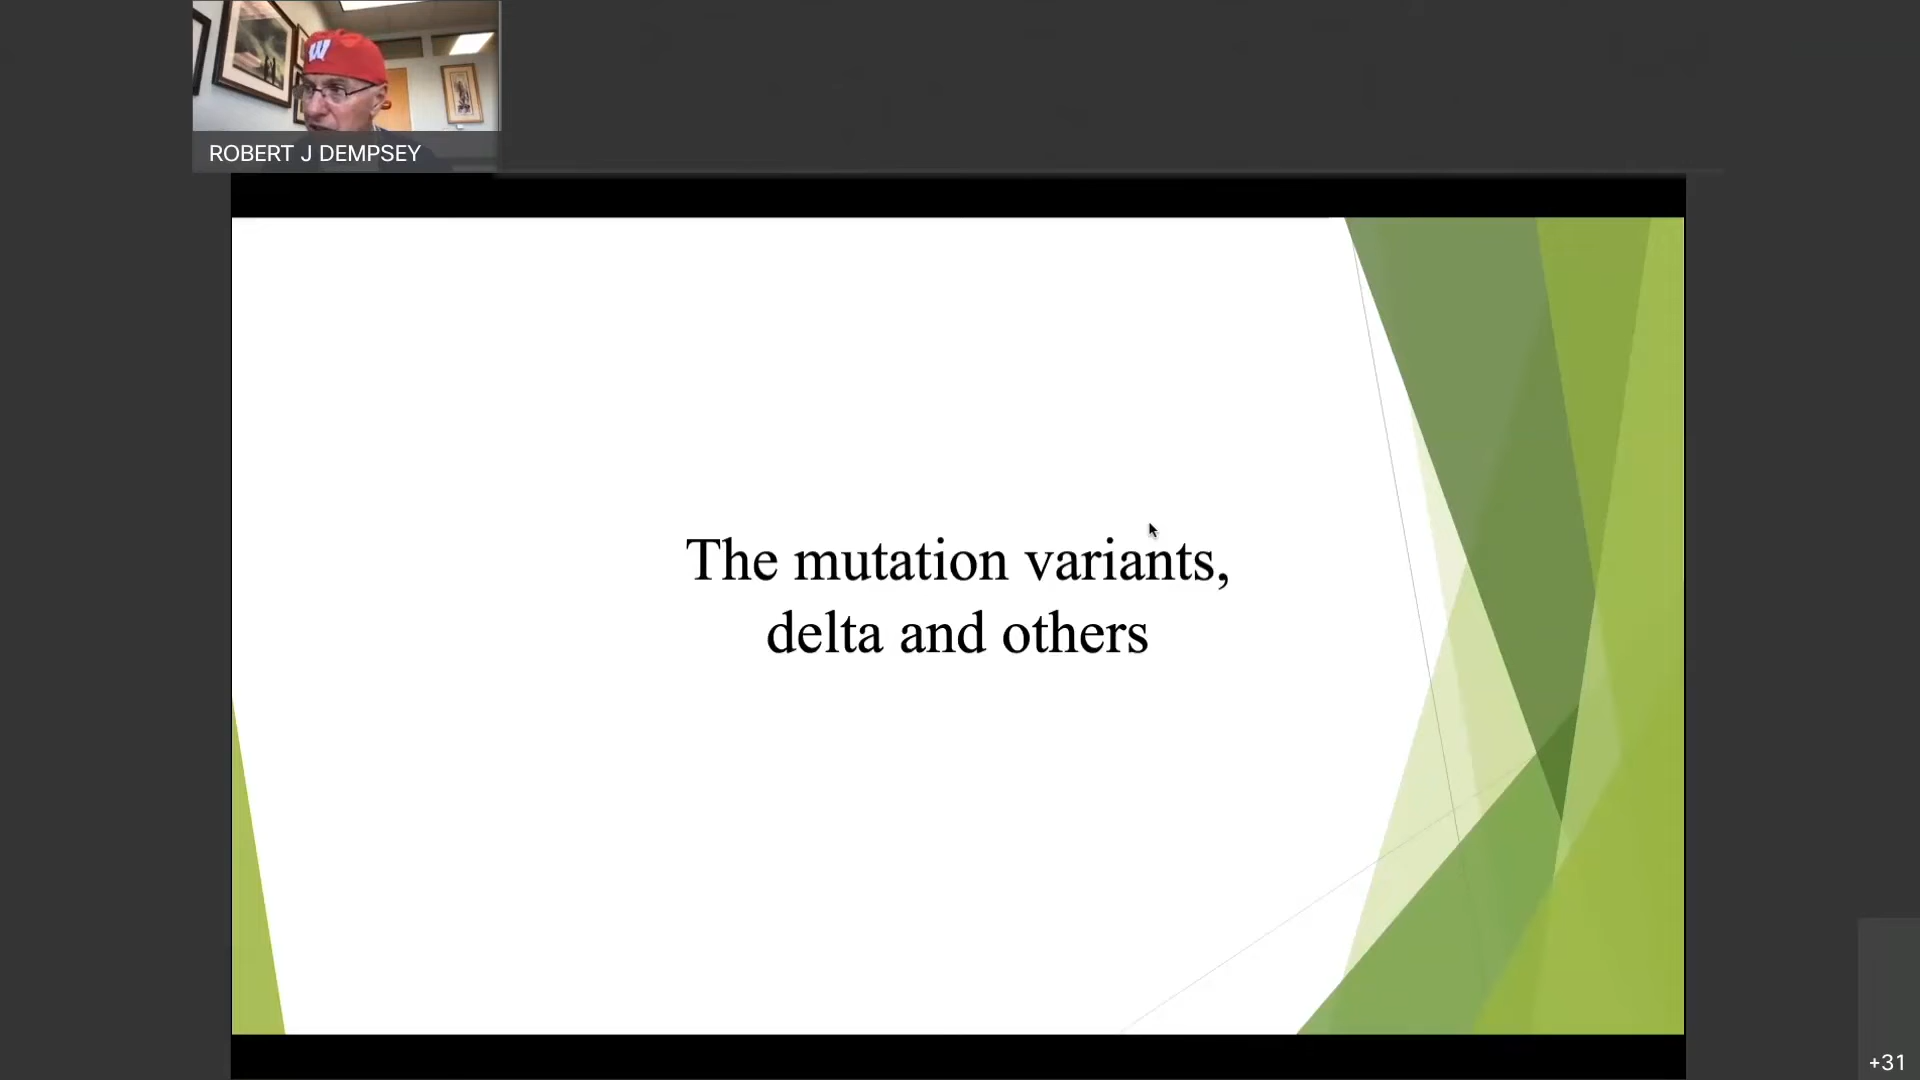 W
ROBERT J DEMPSEY
The mutation variants,
delta and others
+31